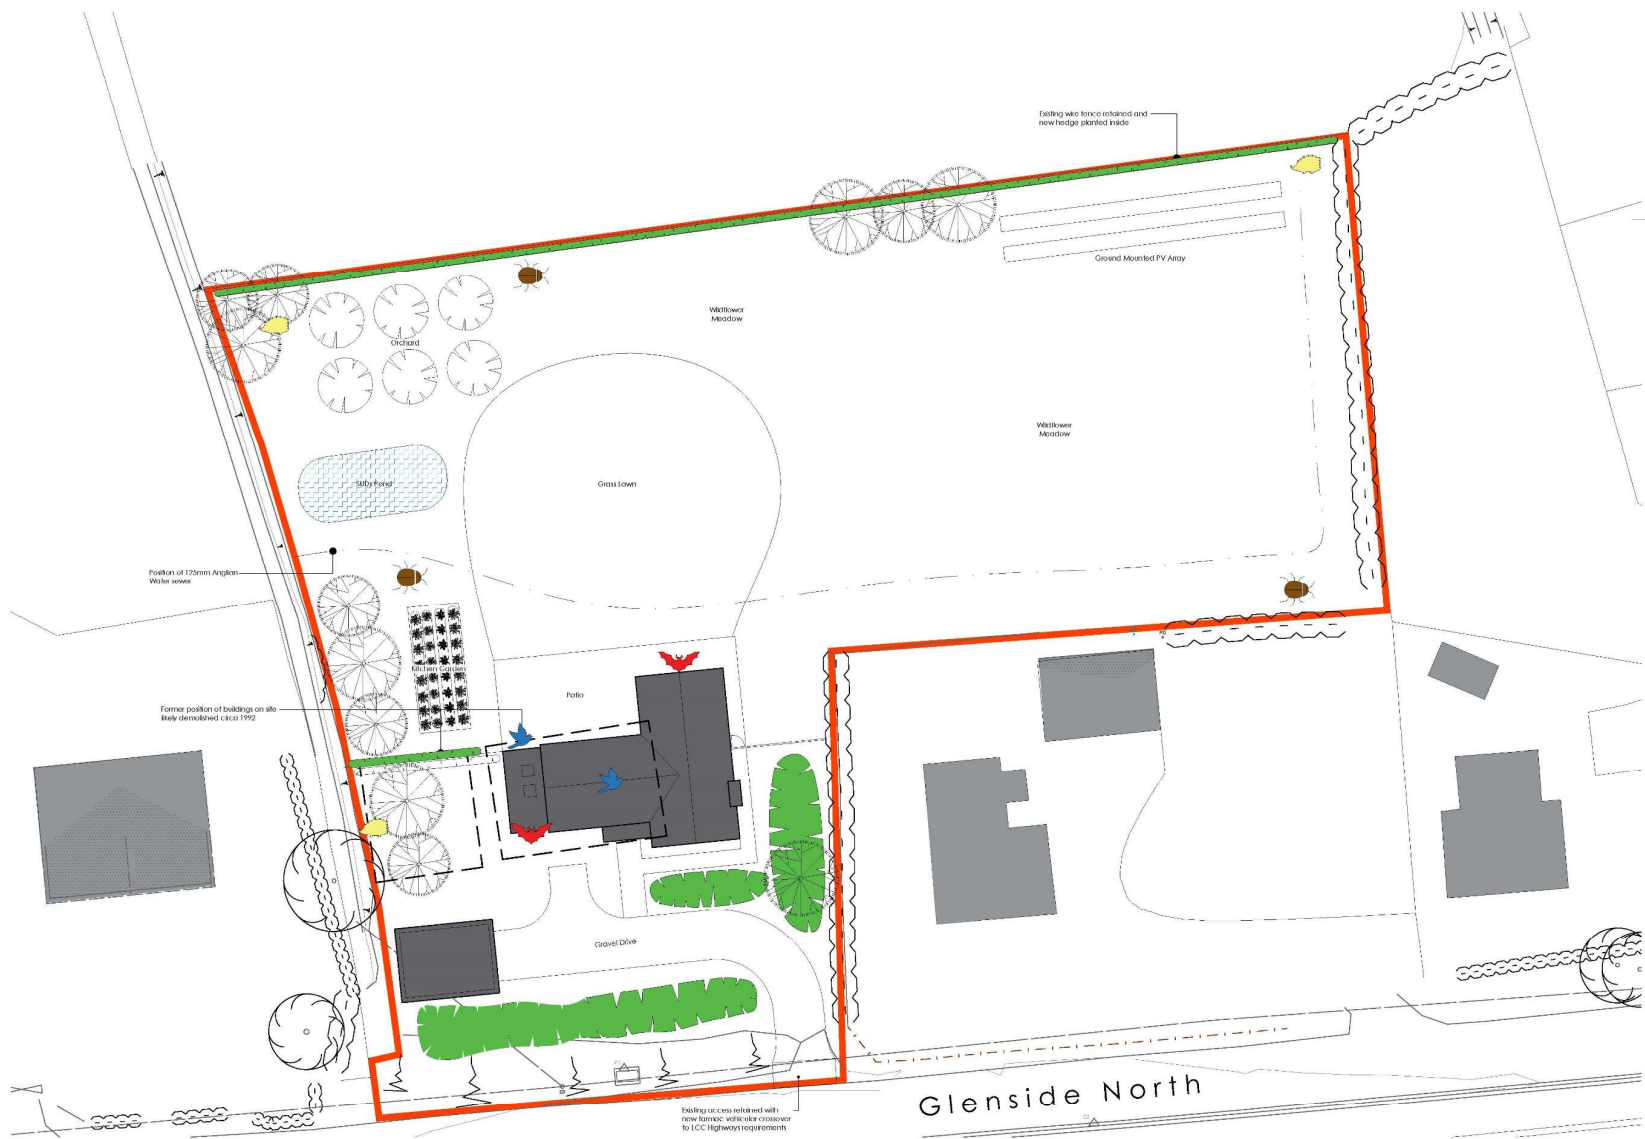 Existing wire fence retained and
new hedge planted inside
Ground Mounted PV Array
Wildflower
Meadow
Orchard
Wildflower
Meadow
SUDs Pond
Grass Lawn
Position of 125mm Anglian
Water sewer
Kitchen Garden
Patio
Former position of buildings on site
likely demolished circa 1992
Gravel Drive
Glenside North
Existing access retained with
new tarmac vehicular crossover
to LCC Highways requirements